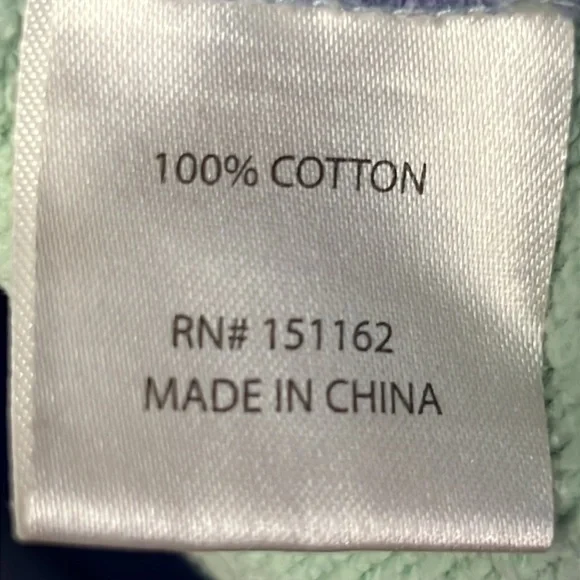 100% COTTON
RN# 151162
MADE IN CHINA